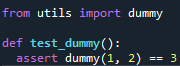 from utils import dummy
def test_dummy():
assert dummy(1, 2) == 3